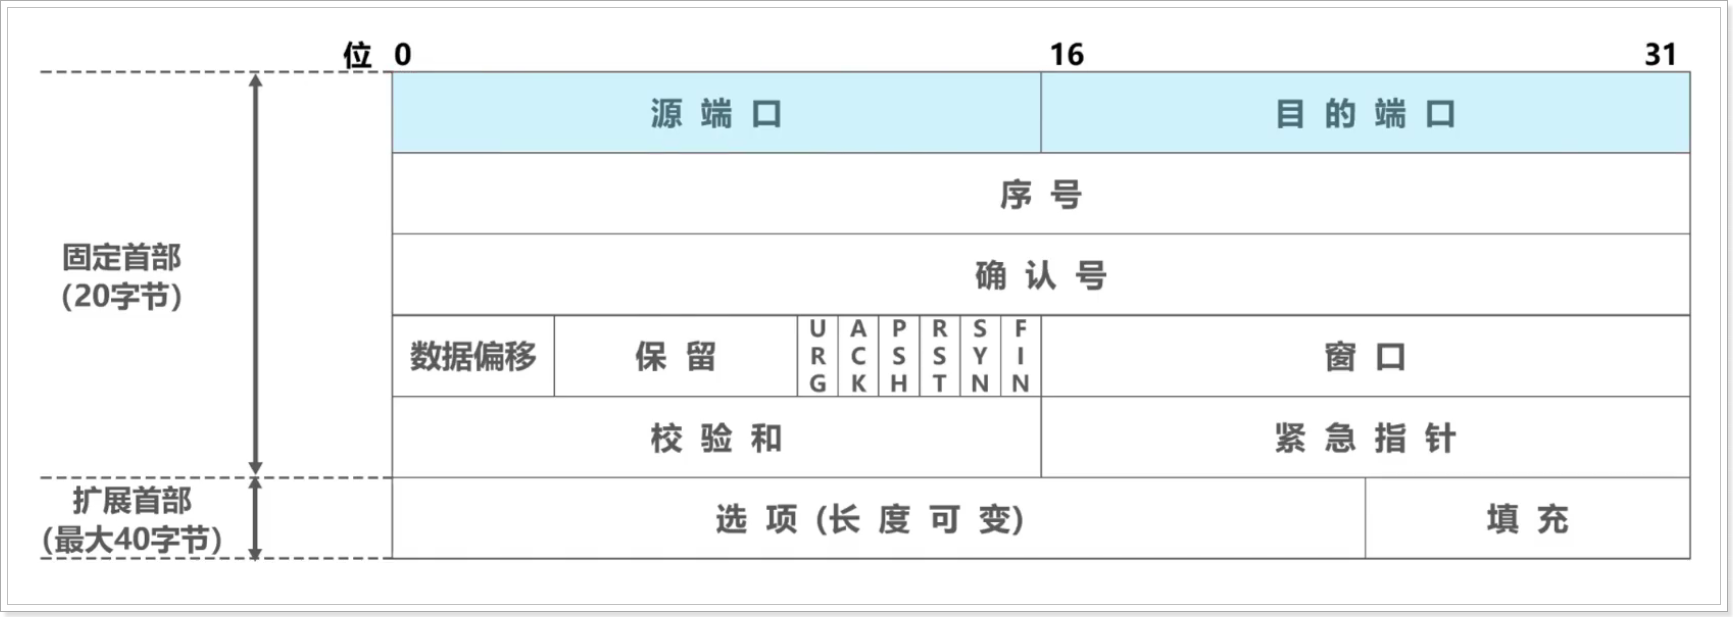 位 0 16 31
源端口 目的端口
序号
确认号
固定首部
(20字节)
数据偏移 保留 URG ACK PSH RST SYN FIN 窗口
校验和 紧急指针
扩展首部
(最大40字节)
选项(长度可变) 填充